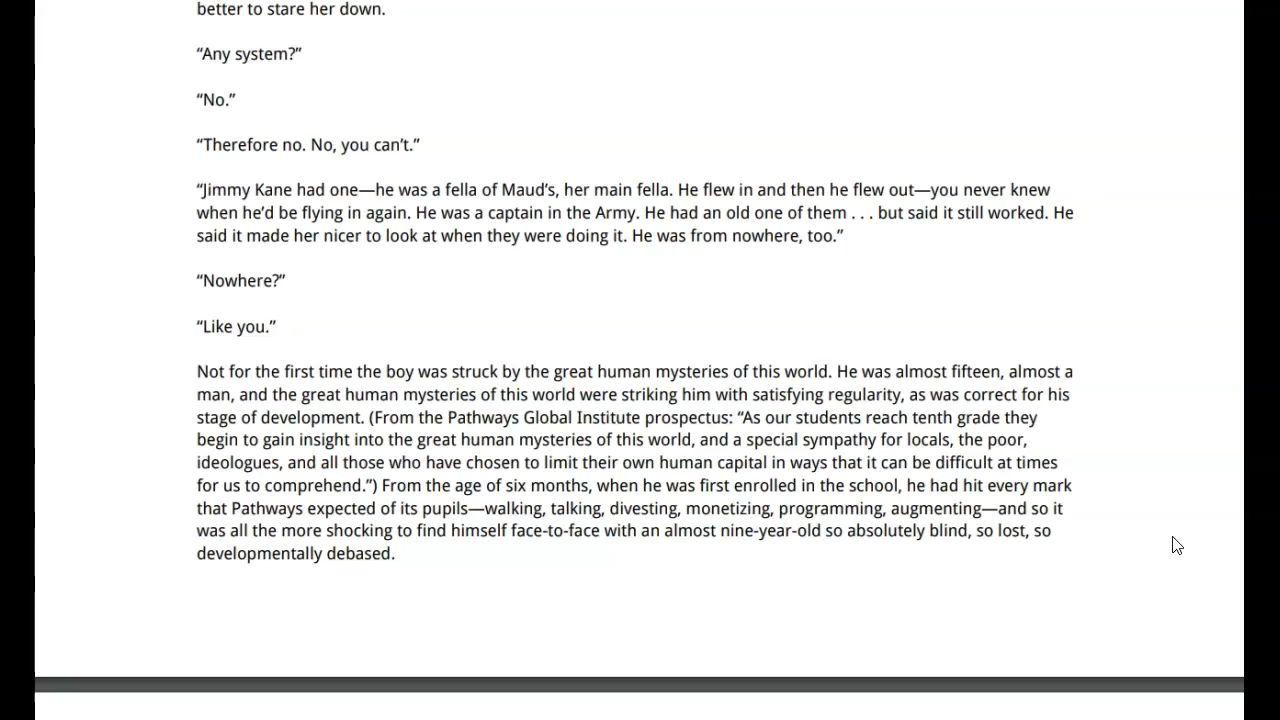 better to stare her down.
“Any system?”
“No.”
“Therefore no. No, you can’t.”
“Jimmy Kane had one—he was a fella of Maud’s, her main fella. He flew in and then he flew out—you never knew
when he’d be flying in again. He was a captain in the Army. He had an old one of them . . . but said it still worked. He
said it made her nicer to look at when they were doing it. He was from nowhere, too.”
“Nowhere?”
“Like you.”
Not for the first time the boy was struck by the great human mysteries of this world. He was almost fifteen, almost a
man, and the great human mysteries of this world were striking him with satisfying regularity, as was correct for his
stage of development. (From the Pathways Global Institute prospectus: “As our students reach tenth grade they
begin to gain insight into the great human mysteries of this world, and a special sympathy for locals, the poor,
ideologues, and all those who have chosen to limit their own human capital in ways that it can be difficult at times
for us to comprehend.”) From the age of six months, when he was first enrolled in the school, he had hit every mark
that Pathways expected of its pupils—walking, talking, divesting, monetizing, programming, augmenting—and so it
was all the more shocking to find himself face-to-face with an almost nine-year-old so absolutely blind, so lost, so
developmentally debased.